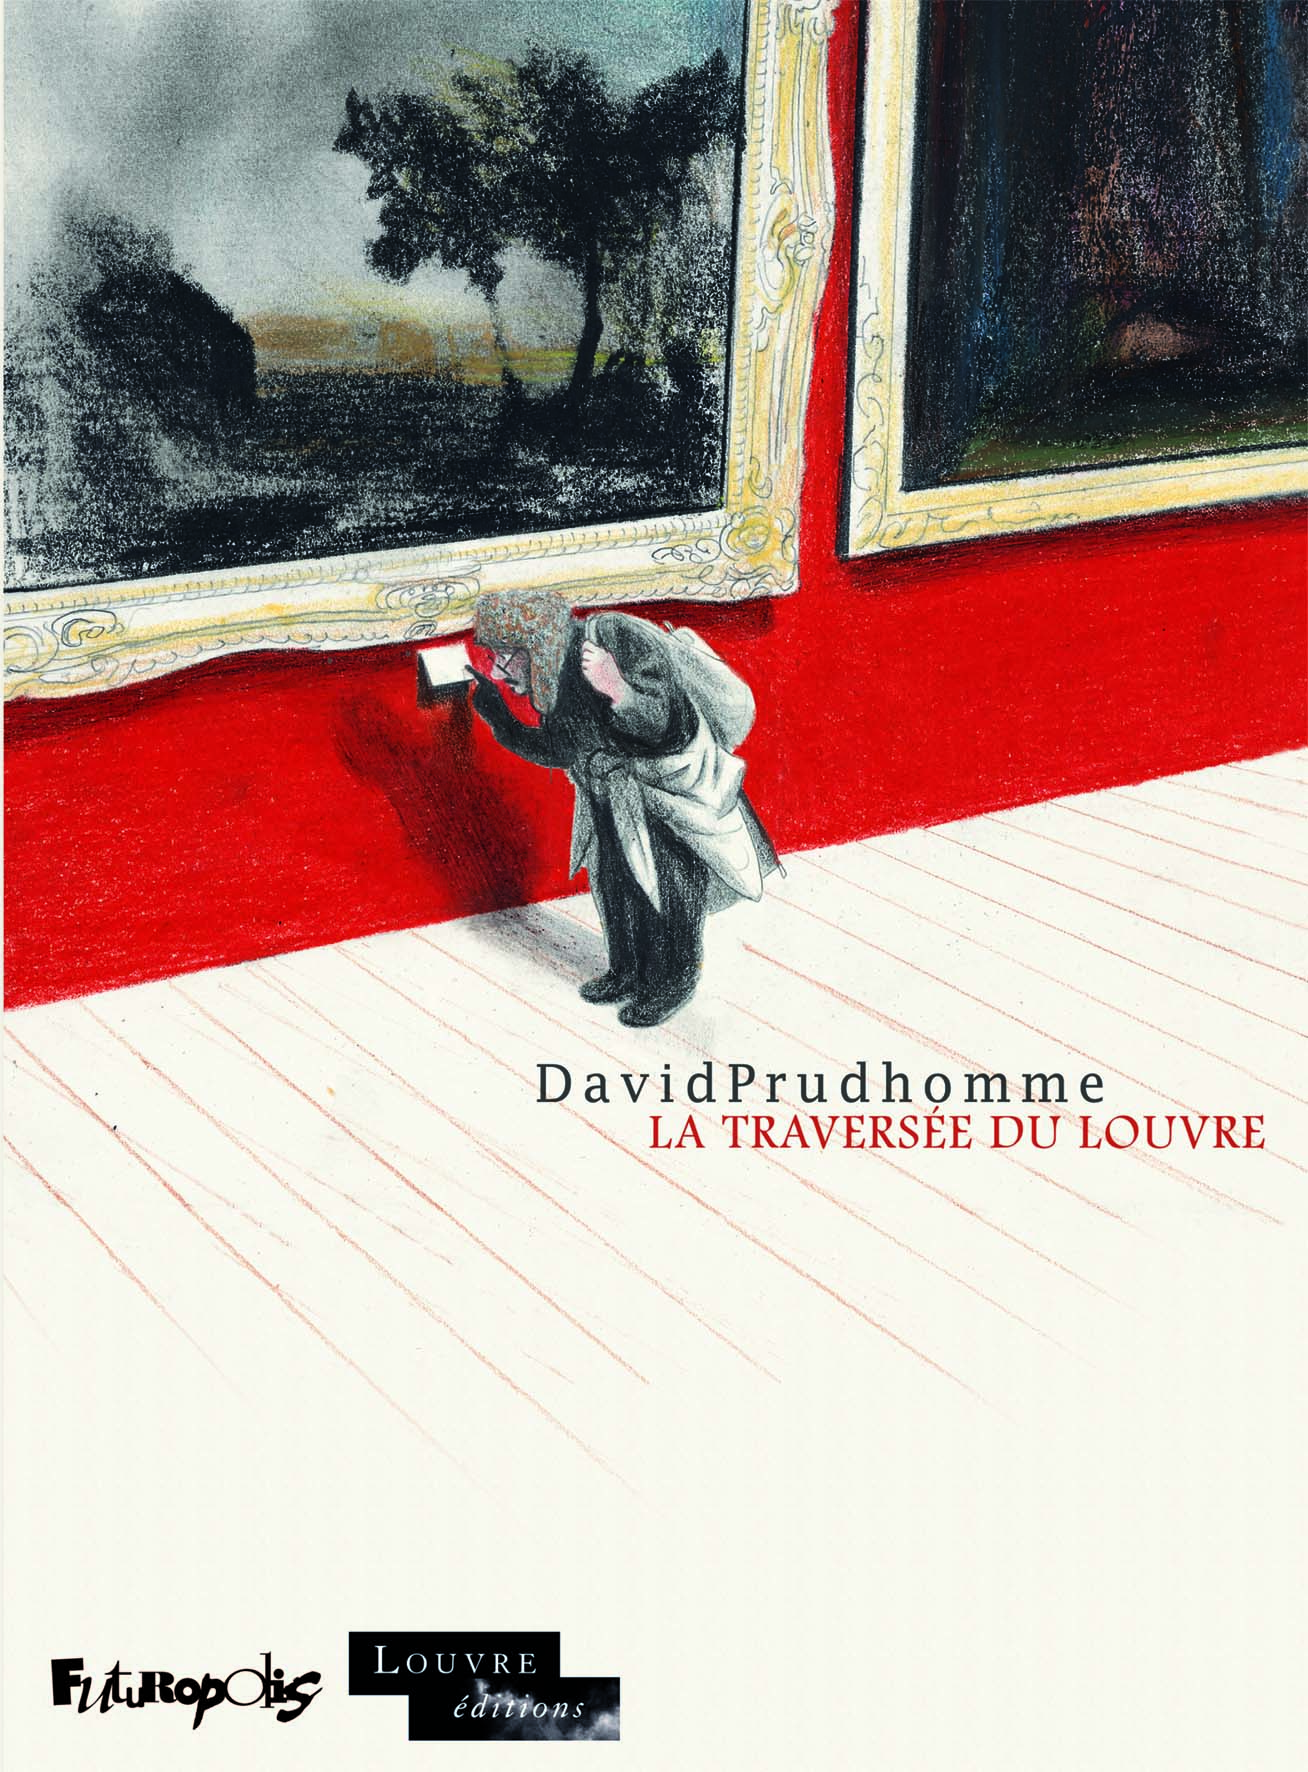 DavidPrudhomme
LA TRAVERSÉE DU LOUVRE
FUTUROPOLIS
LOUVRE
éditions